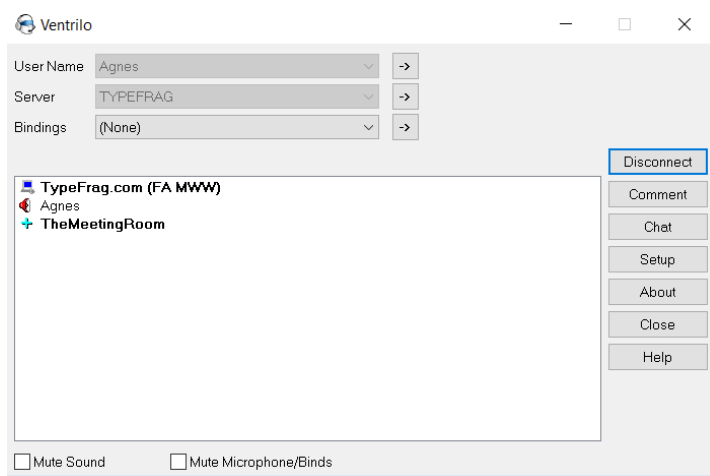 Ventrilo
User Name Agnes ->
Server TYPEFRAG ->
Bindings (None) ->
Disconnect
TypeFrag.com (FA MWW)
Comment
Agnes
TheMeetingRoom
Chat
Setup
About
Close
Help
Mute Sound Mute Microphone/Binds